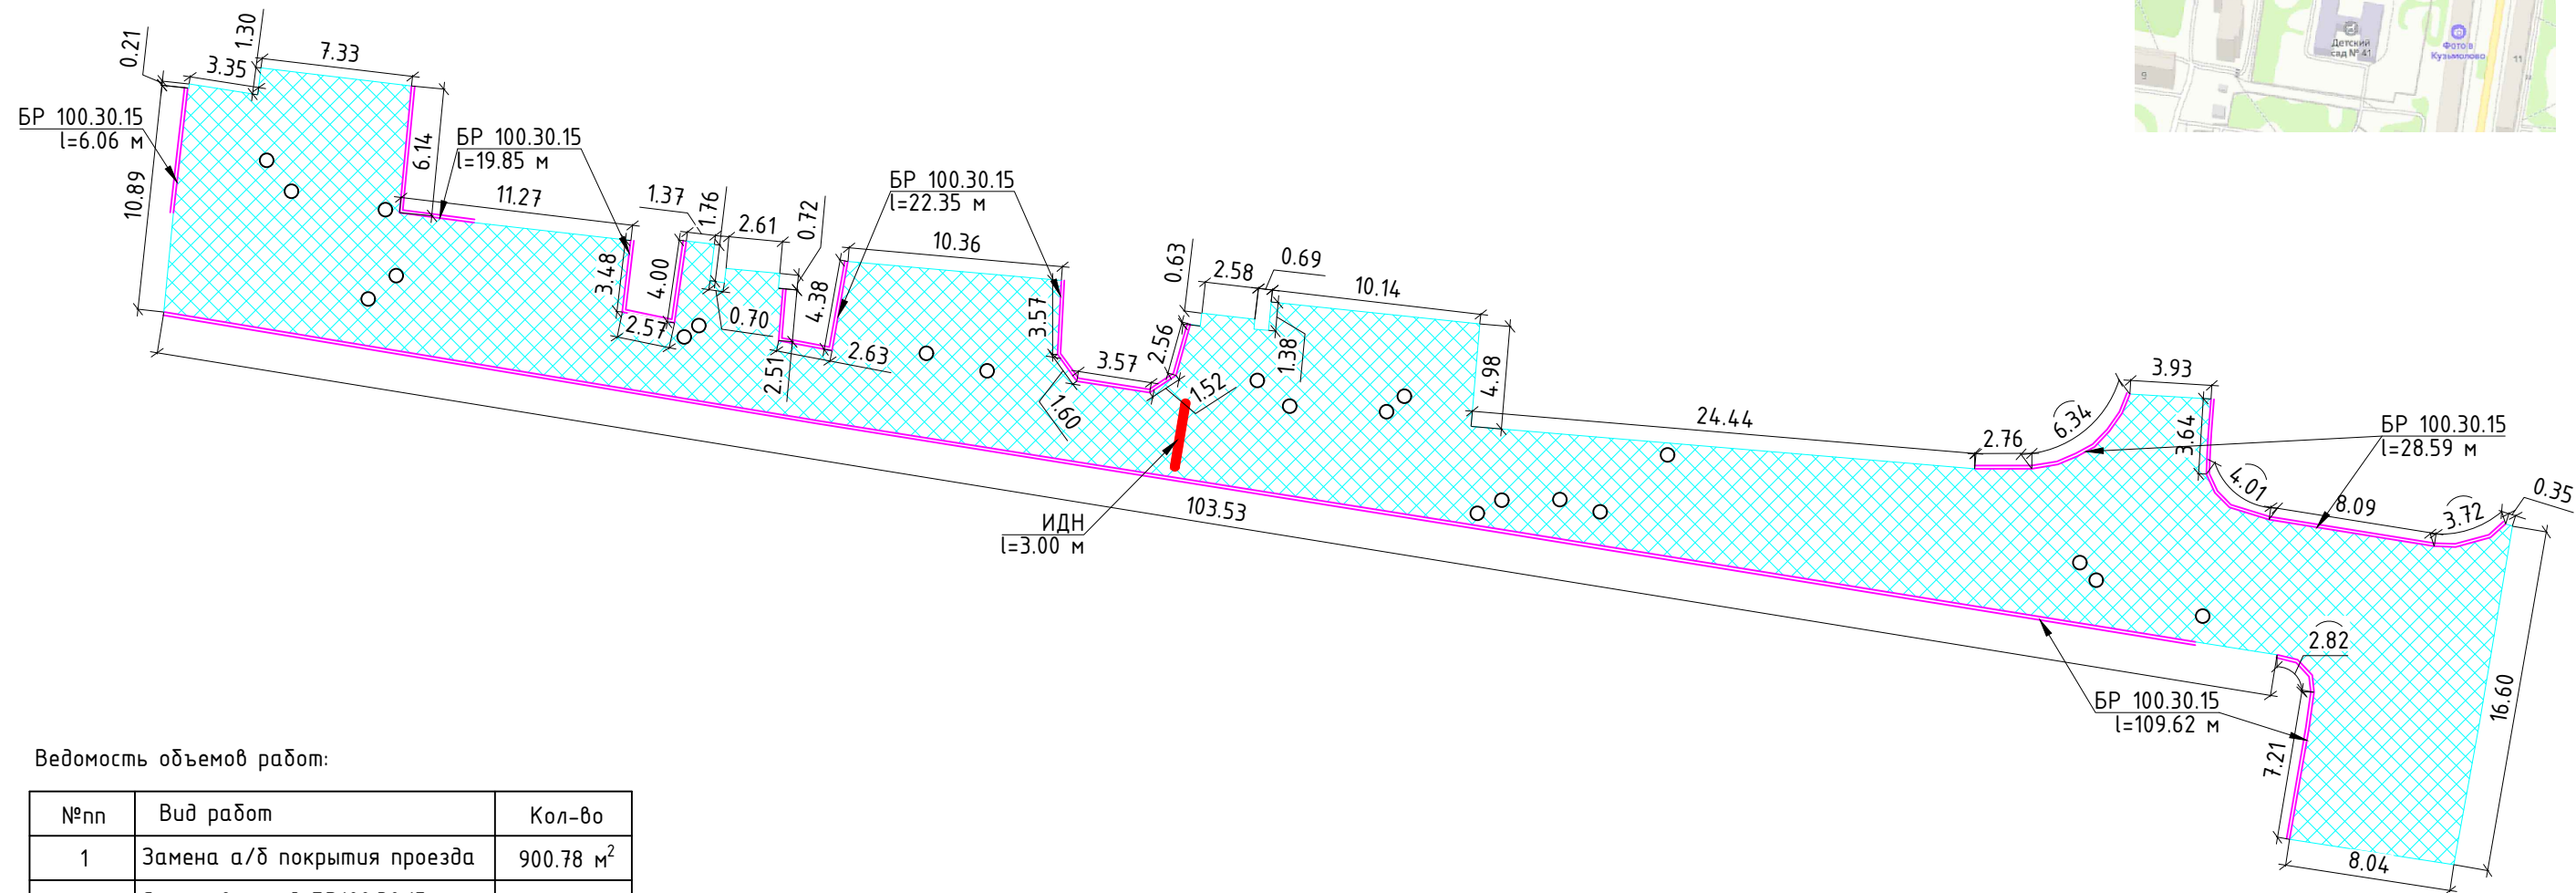 0.21
3.35
1.30
7.33
БР 100.30.15
l=6.06 м
10.89
6.14
БР 100.30.15
l=19.85 м
11.27
3.48
2.57
4.00
1.37
1.76
0.70
2.61
0.72
2.51
4.38
2.63
БР 100.30.15
l=22.35 м
10.36
3.57
1.60
3.57
2.56
1.52
0.63
2.58
0.69
1.38
10.14
4.98
24.44
2.76
6.34
3.93
3.64
БР 100.30.15
l=28.59 м
4.01
8.09
3.72
0.35
ИДН
l=3.00 м
103.53
2.82
БР 100.30.15
l=109.62 м
7.21
16.60
8.04
Детский
сад № 41
Фото в
Кузьмолово
9
11
Ведомость объемов работ:
№пп Вид работ Кол-во
1 Замена а/б покрытия проезда 900.78 м²